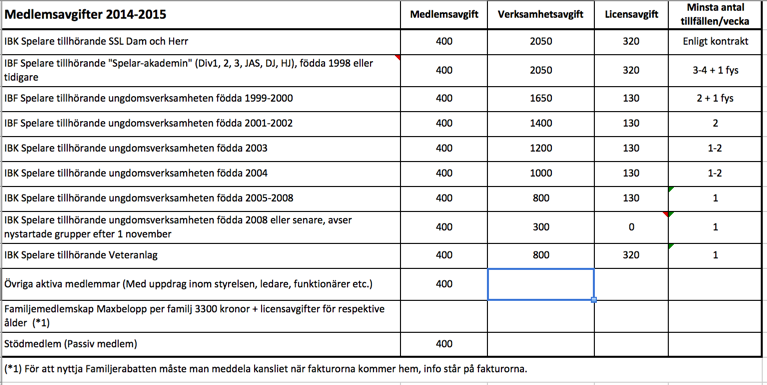 Medlemsavgifter 2014-2015 Medlemsavgift Verksamhetsavgift Licensavgift Minsta antal
tillfällen/vecka
IBK Spelare tillhörande SSL Dam och Herr 400 2050 320 Enligt kontrakt
IBF Spelare tillhörande "Spelar-akademin" (Div1, 2, 3, JAS, DJ, HJ), födda 1998 eller
tidigare 400 2050 320 3-4 + 1 fys
IBF Spelare tillhörande ungdomsverksamheten födda 1999-2000 400 1650 130 2 + 1 fys
IBF Spelare tillhörande ungdomsverksamheten födda 2001-2002 400 1400 130 2
IBK Spelare tillhörande ungdomsverksamheten födda 2003 400 1200 130 1-2
IBK Spelare tillhörande ungdomsverksamheten födda 2004 400 1000 130 1-2
IBK Spelare tillhörande ungdomsverksamheten födda 2005-2008 400 800 130 1
IBK Spelare tillhörande ungdomsverksamheten födda 2008 eller senare, avser
nystartade grupper efter 1 november 400 300 0 1
IBK Spelare tillhörande Veteranlag 400 800 320 1
Övriga aktiva medlemmar (Med uppdrag inom styrelsen, ledare, funktionärer etc.) 400
Familjemedlemskap Maxbelopp per familj 3300 kronor + licensavgifter för respektive
ålder (*1)
Stödmedlem (Passiv medlem) 400
(*1) För att nyttja Familjerabatten måste man meddela kansliet när fakturorna kommer hem, info står på fakturorna.